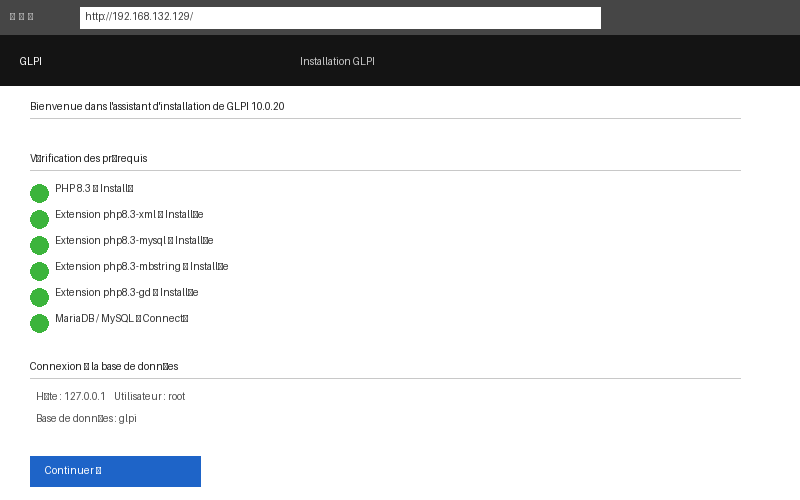 □ □ □ http://192.168.132.129/
GLPI Installation GLPI
Bienvenue dans l'assistant d'installation de GLPI 10.0.20
V□rification des pr□requis
PHP 8.3 □ Install□
Extension php8.3-xml □ Install□e
Extension php8.3-mysql □ Install□e
Extension php8.3-mbstring □ Install□e
Extension php8.3-gd □ Install□e
MariaDB / MySQL □ Connect□
Connexion □ la base de donn□es
H□te : 127.0.0.1 Utilisateur : root
Base de donn□es : glpi
Continuer □